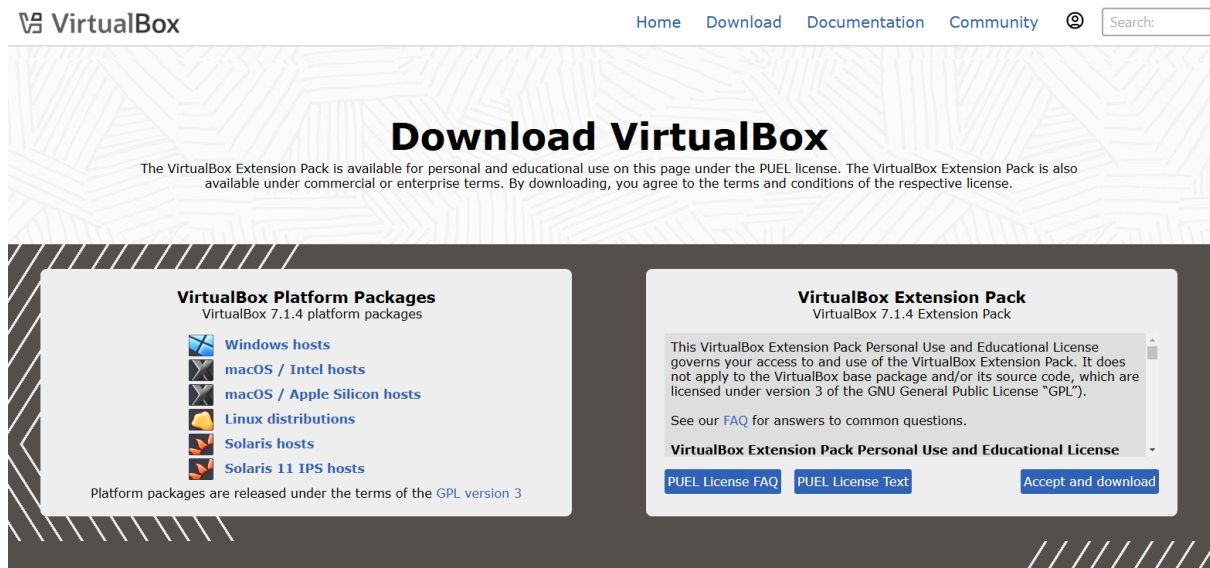 VirtualBox
Home Download Documentation Community Search:
Download VirtualBox
The VirtualBox Extension Pack is available for personal and educational use on this page under the PUEL license. The VirtualBox Extension Pack is also
available under commercial or enterprise terms. By downloading, you agree to the terms and conditions of the respective license.
VirtualBox Platform Packages
VirtualBox 7.1.4 platform packages
Windows hosts
macOS / Intel hosts
macOS / Apple Silicon hosts
Linux distributions
Solaris hosts
Solaris 11 IPS hosts
Platform packages are released under the terms of the GPL version 3
VirtualBox Extension Pack
VirtualBox 7.1.4 Extension Pack
This VirtualBox Extension Pack Personal Use and Educational License
governs your access to and use of the VirtualBox Extension Pack. It does
not apply to the VirtualBox base package and/or its source code, which are
licensed under version 3 of the GNU General Public License “GPL”).
See our FAQ for answers to common questions.
VirtualBox Extension Pack Personal Use and Educational License
PUEL License FAQ PUEL License Text Accept and download